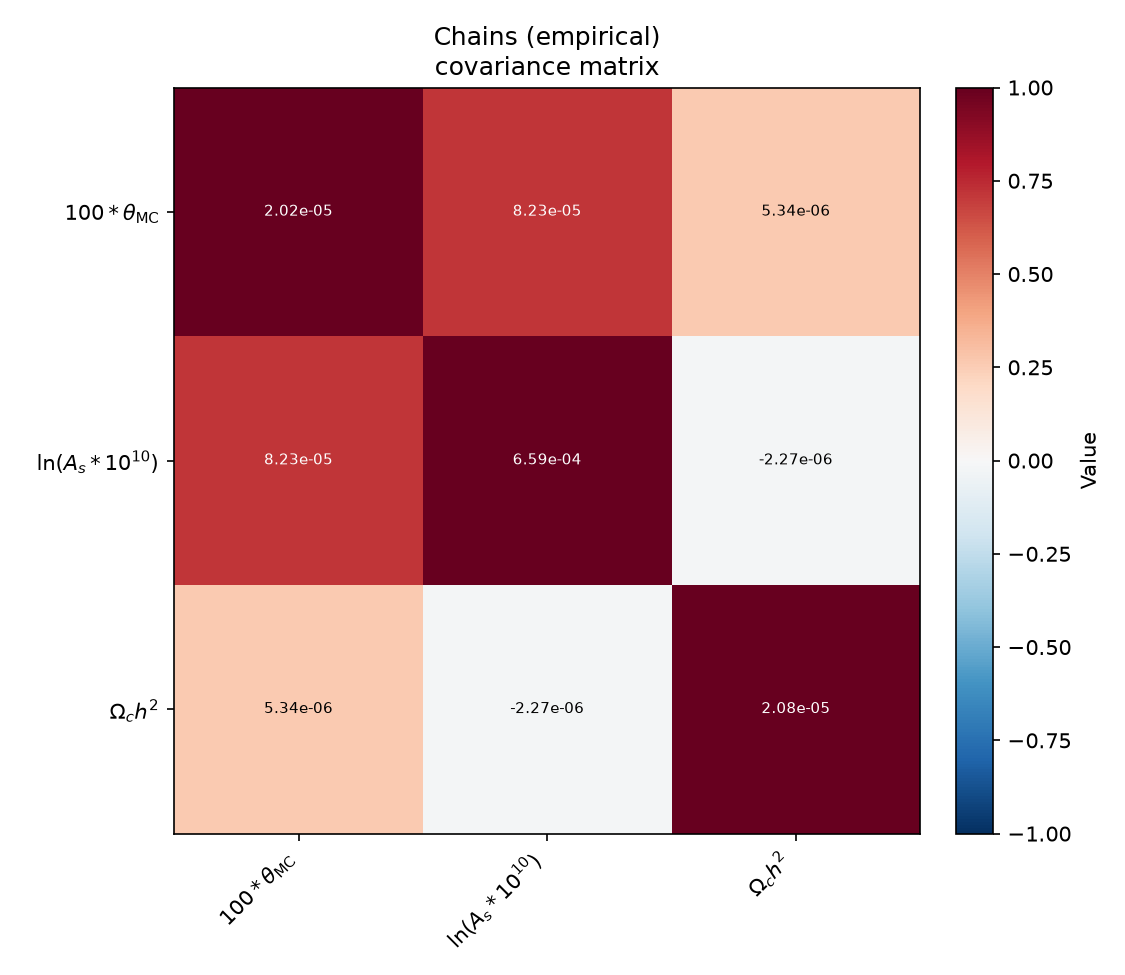 Chains (empirical)
covariance matrix
100 * θ_MC
ln(A_s * 10^10)
Ω_c h^2
2.02e-05 8.23e-05 5.34e-06
8.23e-05 6.59e-04 -2.27e-06
5.34e-06 -2.27e-06 2.08e-05
100 * θ_MC
ln(A_s * 10^10)
Ω_c h^2
1.00
0.75
0.50
0.25
0.00
−0.25
−0.50
−0.75
−1.00
Value